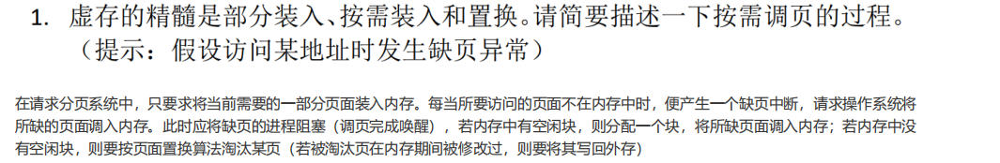 1. 虚存的精髓是部分装入、按需装入和置换。请简要描述一下按需调页的过程。
（提示：假设访问某地址时发生缺页异常）
在请求分页系统中，只要求将当前需要的一部分页面装入内存。每当所要访问的页面不在内存中时，便产生一个缺页中断，请求操作系统将
所缺的页面调入内存。此时应将缺页的进程阻塞（调页完成唤醒），若内存中有空闲块，则分配一个块，将所缺页面调入内存；若内存中没
有空闲块，则要按页面置换算法淘汰某页（若被淘汰页在内存期间被修改过，则要将其写回外存）